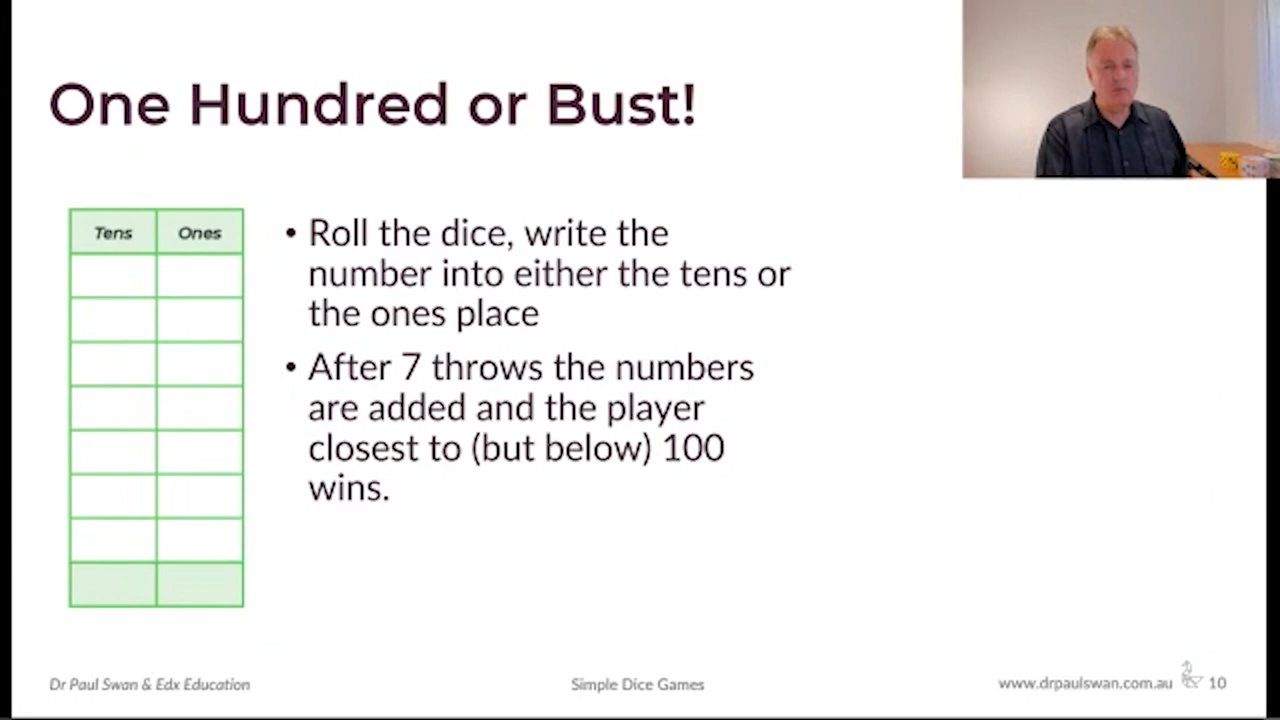 One Hundred or Bust!
Tens Ones
• Roll the dice, write the
number into either the tens or
the ones place
• After 7 throws the numbers
are added and the player
closest to (but below) 100
wins.
Dr Paul Swan & Edx Education
Simple Dice Games
www.drpaulswan.com.au 10